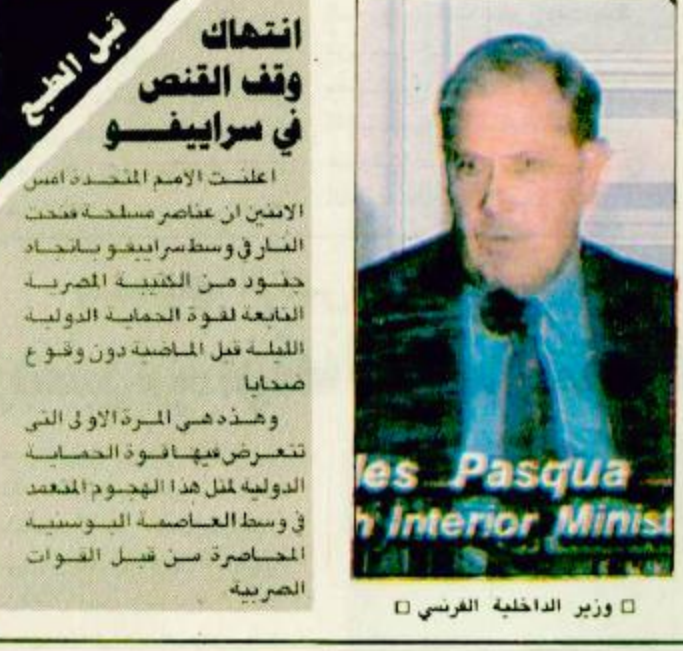 قبل الطبع
انتهاك
وقف القنص
في سراييفو
اعلنت الامم المتحدة امس
الاثنين ان عناصر مسلحة فتحت
النار في وسط سراييفو باتجاه
جنود من الكتيبة المصرية
التابعة لقوة الحماية الدولية
الليلة قبل الماضية دون وقوع
ضحايا
وهذه هي المرة الاولى التي
تتعرض فيها قوة الحماية
الدولية لمثل هذا الهجوم المتعمد
في وسط العاصمة البوسنية
المحاصرة من قبل القوات
الصربية
les Pasqua
h Interior Minist
□ وزير الداخلية الفرنسي □